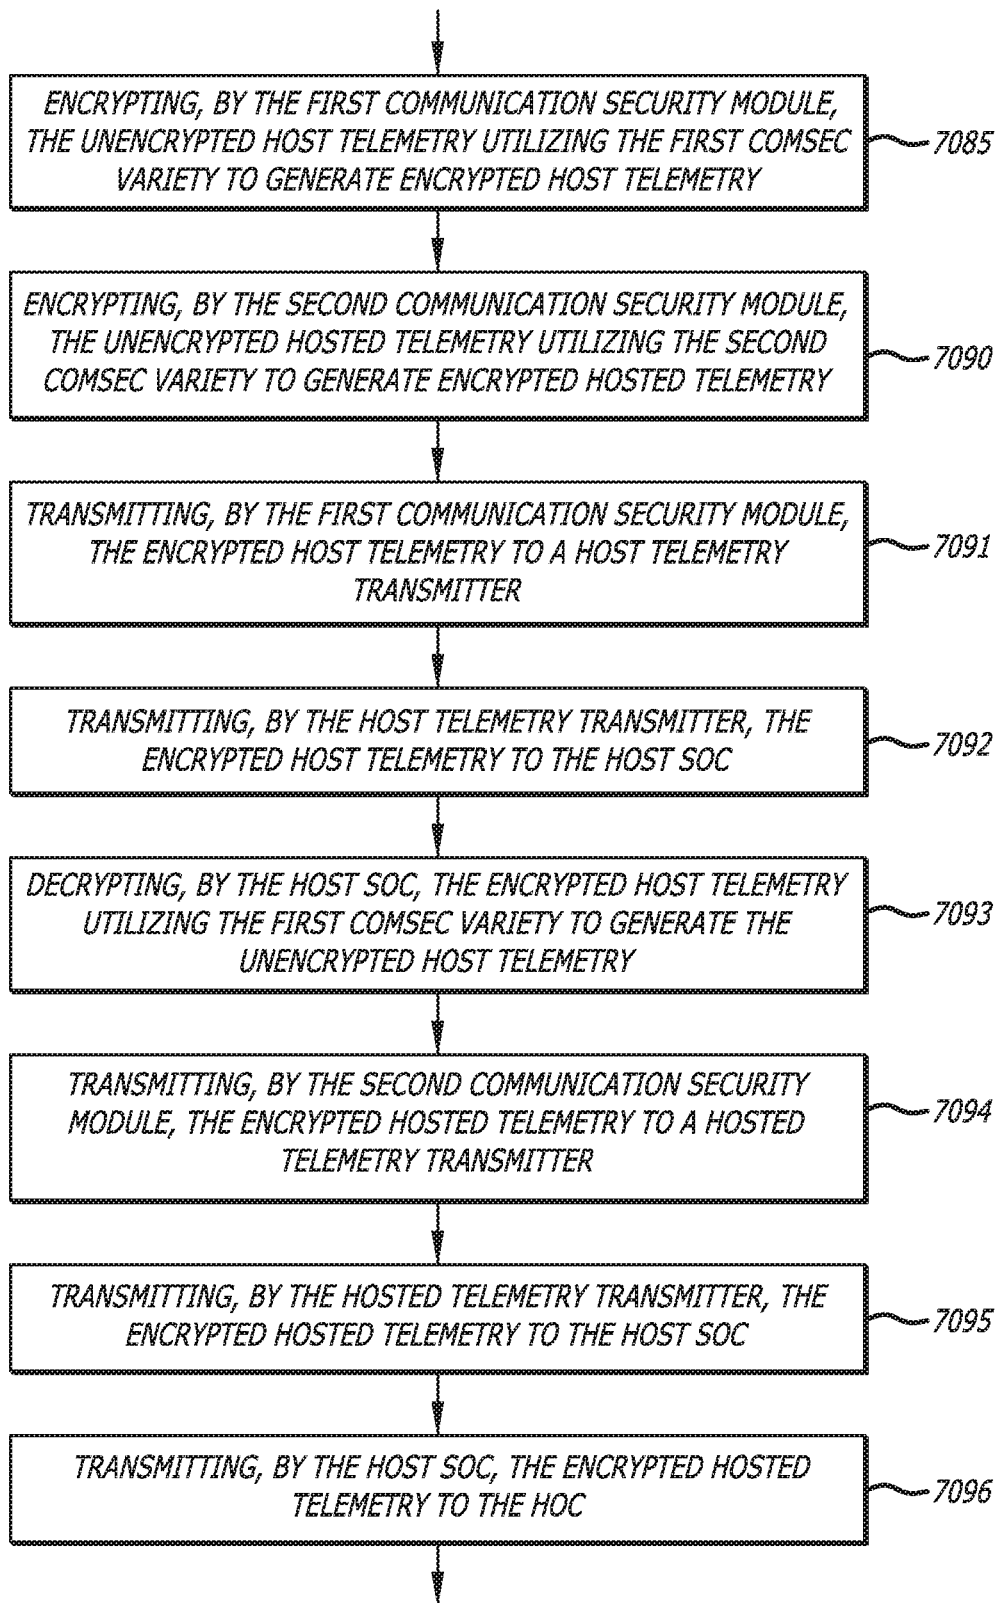 ENCRYPTING, BY THE FIRST COMMUNICATION SECURITY MODULE,
THE UNENCRYPTED HOST TELEMETRY UTILIZING THE FIRST COMSEC
VARIETY TO GENERATE ENCRYPTED HOST TELEMETRY
7085
ENCRYPTING, BY THE SECOND COMMUNICATION SECURITY MODULE,
THE UNENCRYPTED HOSTED TELEMETRY UTILIZING THE SECOND
COMSEC VARIETY TO GENERATE ENCRYPTED HOSTED TELEMETRY
7090
TRANSMITTING, BY THE FIRST COMMUNICATION SECURITY MODULE,
THE ENCRYPTED HOST TELEMETRY TO A HOST TELEMETRY
TRANSMITTER
7091
TRANSMITTING, BY THE HOST TELEMETRY TRANSMITTER, THE
ENCRYPTED HOST TELEMETRY TO THE HOST SOC
7092
DECRYPTING, BY THE HOST SOC, THE ENCRYPTED HOST TELEMETRY
UTILIZING THE FIRST COMSEC VARIETY TO GENERATE THE
UNENCRYPTED HOST TELEMETRY
7093
TRANSMITTING, BY THE SECOND COMMUNICATION SECURITY
MODULE, THE ENCRYPTED HOSTED TELEMETRY TO A HOSTED
TELEMETRY TRANSMITTER
7094
TRANSMITTING, BY THE HOSTED TELEMETRY TRANSMITTER, THE
ENCRYPTED HOSTED TELEMETRY TO THE HOST SOC
7095
TRANSMITTING, BY THE HOST SOC, THE ENCRYPTED HOSTED
TELEMETRY TO THE HOC
7096